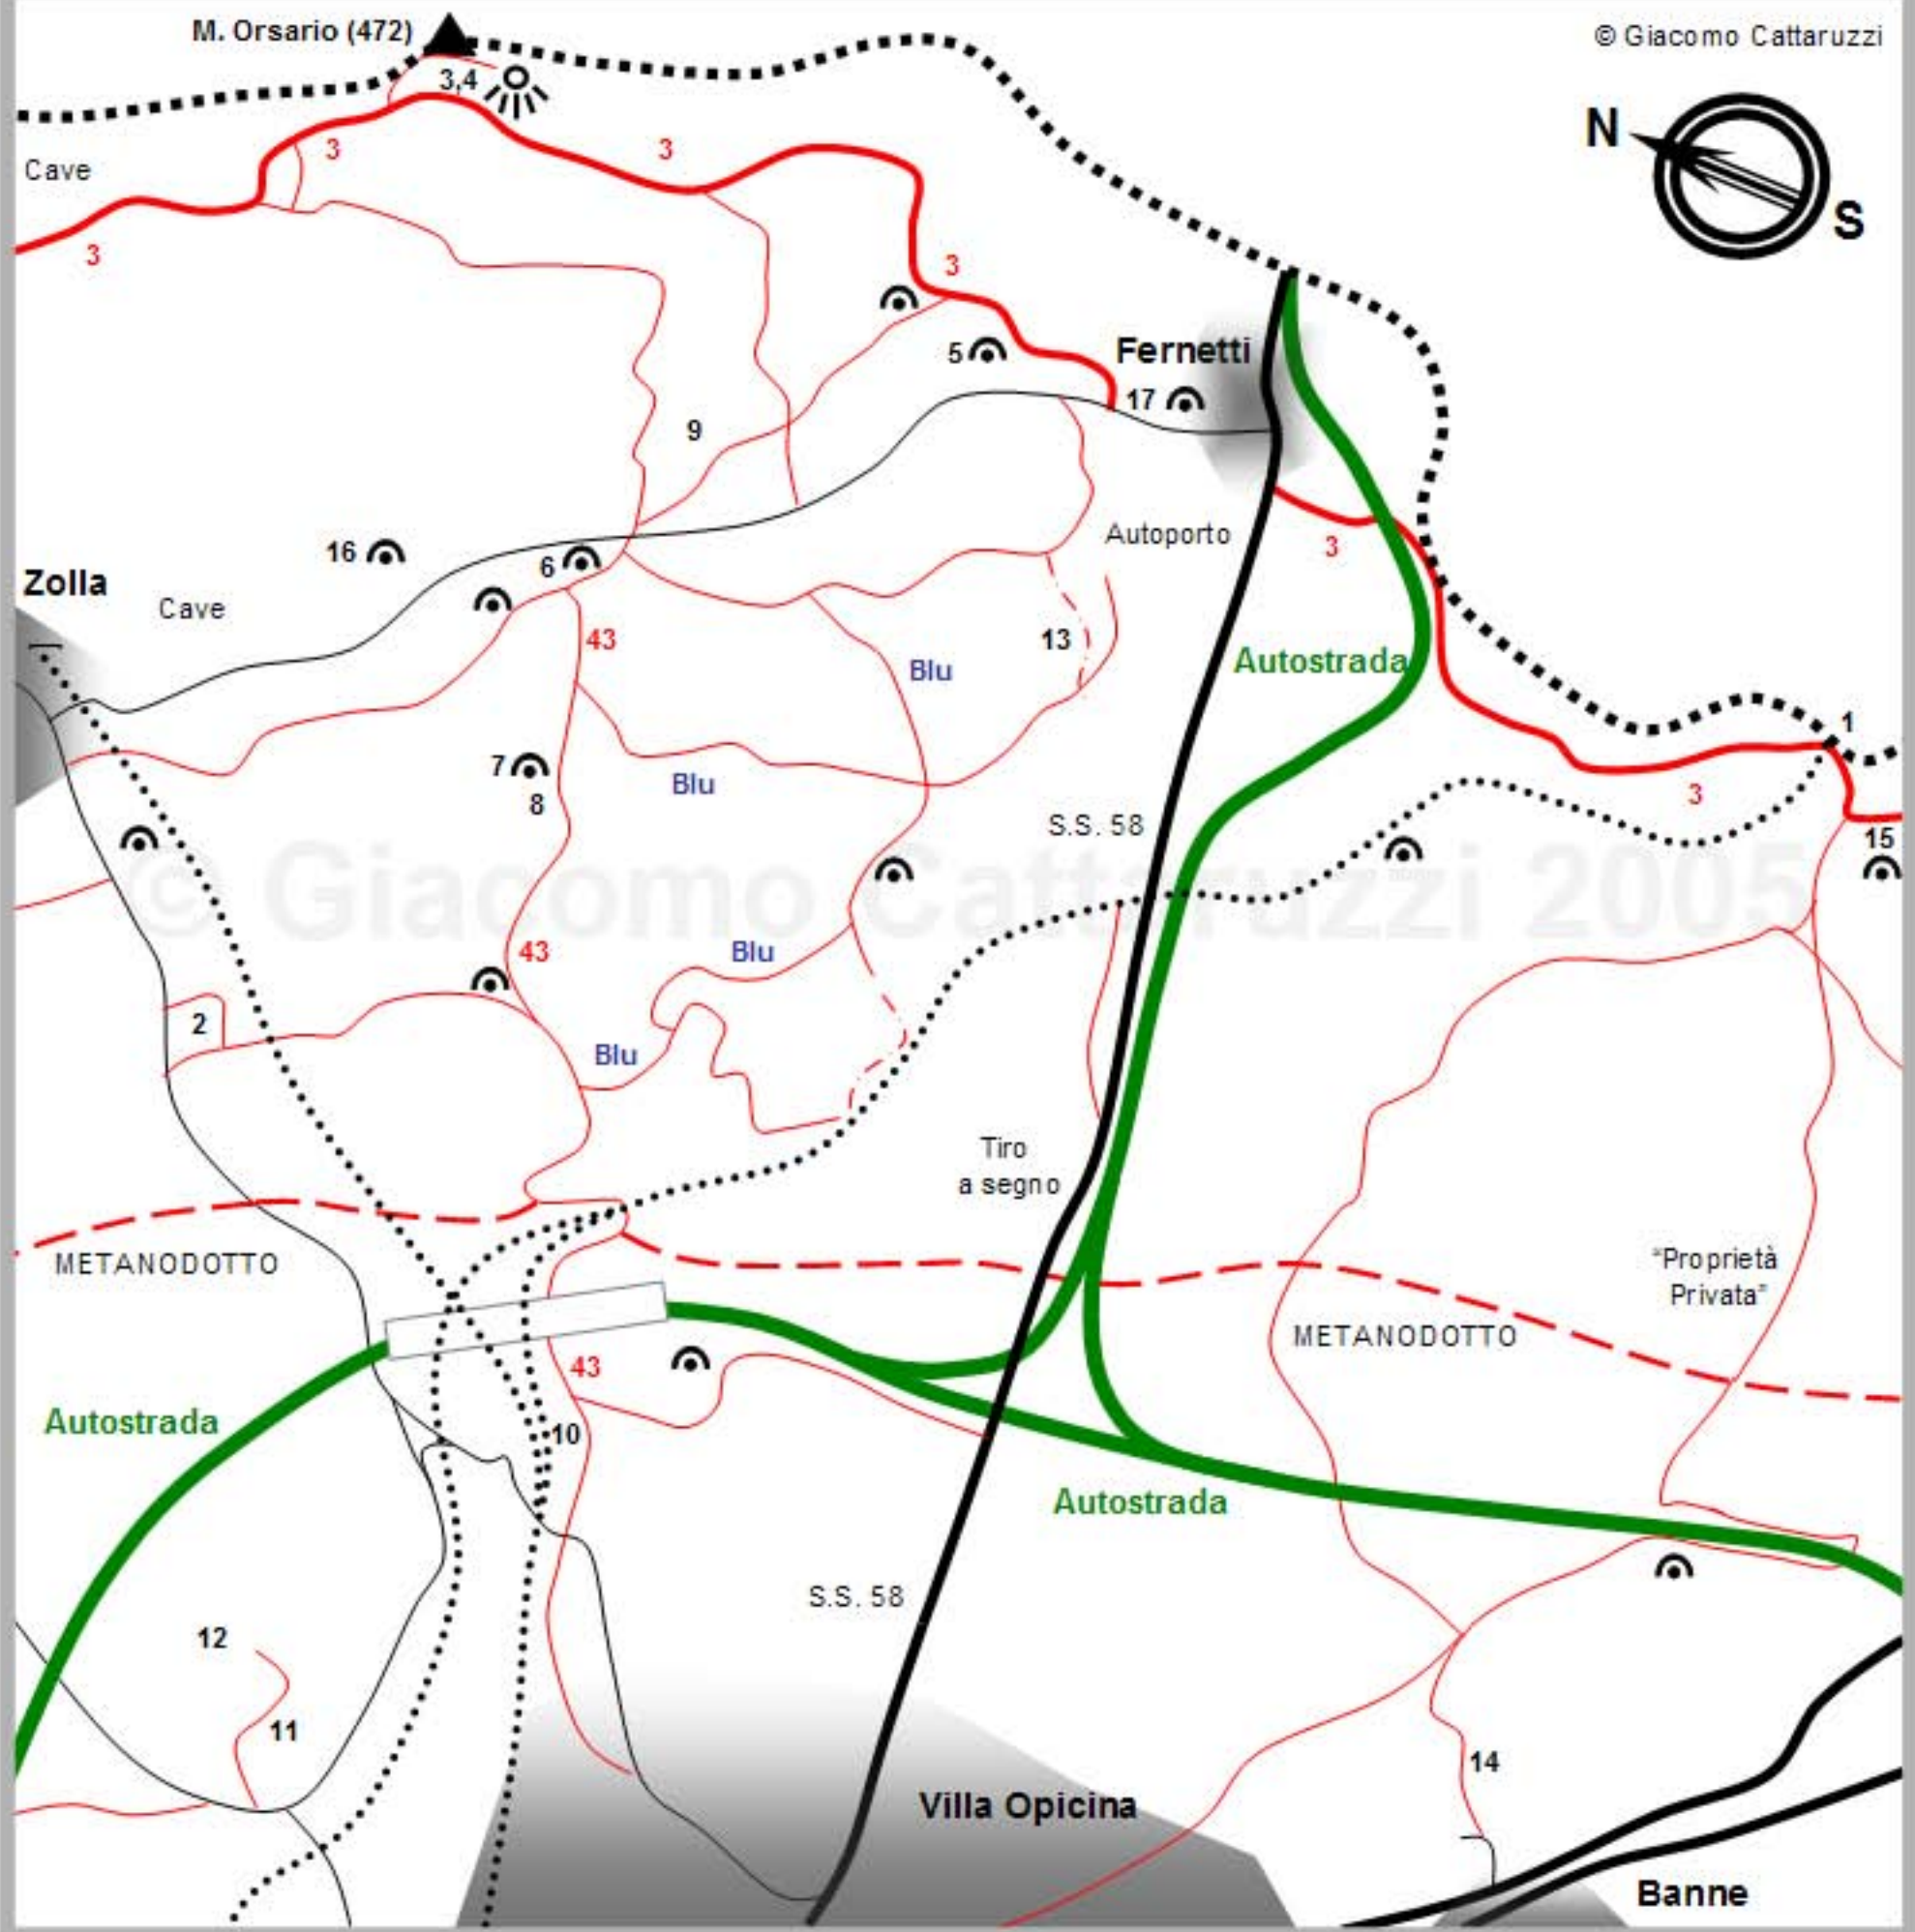 M. Orsario (472)
© Giacomo Cattaruzzi
3,4
N
3
3
Cave
S
3
3
Fernetti
5
17
9
Autoporto
3
16
6
Zolla
Cave
43
13
Blu
Autostrada
1
7
Blu
3
8
S.S. 58
15
© Giacomo Cattaruzzi 2005
43
Blu
2
Blu
Tiro
a segno
METANODOTTO
"Proprietà
Privata"
METANODOTTO
43
Autostrada
10
Autostrada
S.S. 58
12
11
14
Villa Opicina
Banne